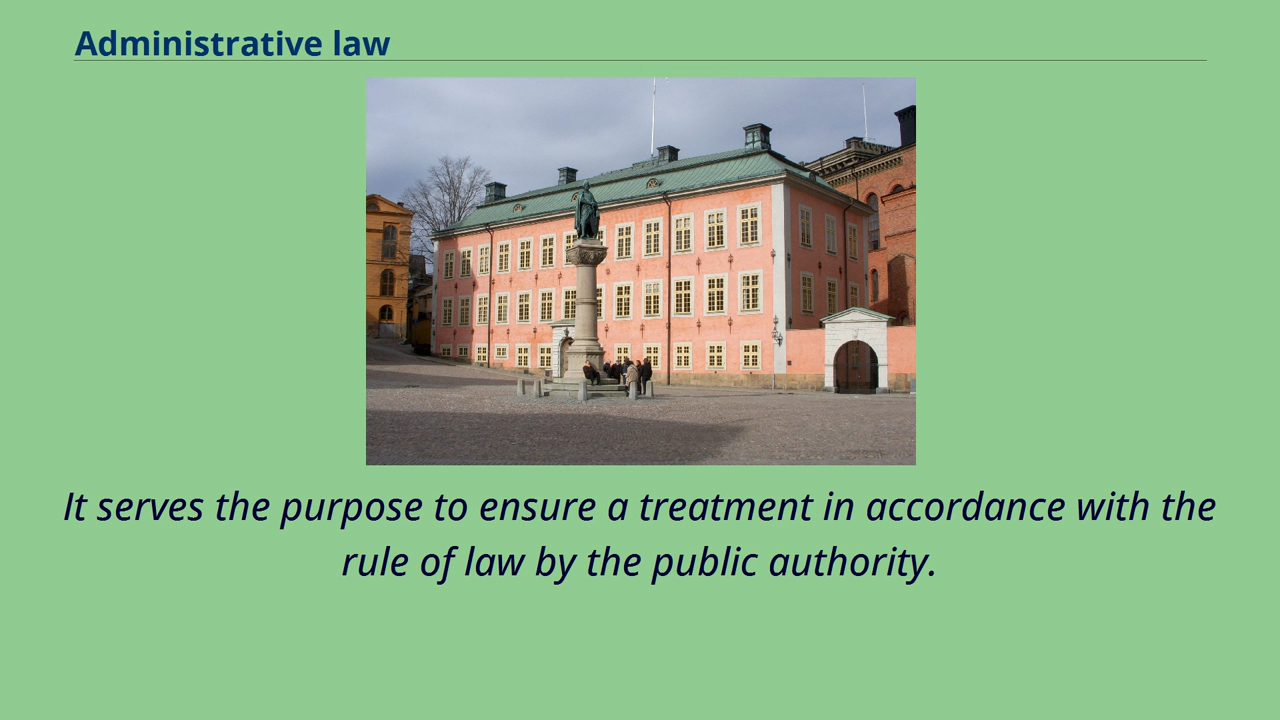 Administrative law
It serves the purpose to ensure a treatment in accordance with the
rule of law by the public authority.